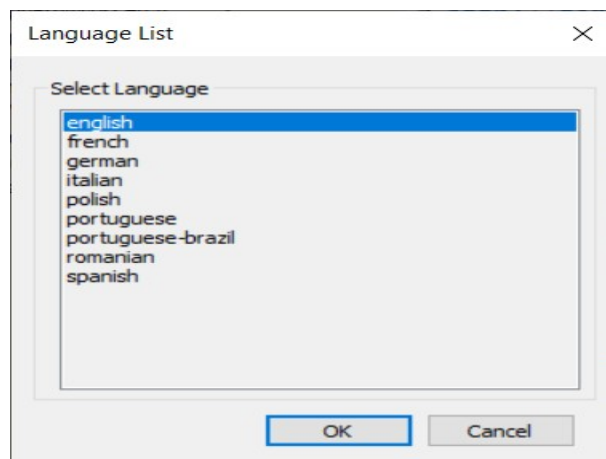 Language List
Select Language
english
french
german
italian
polish
portuguese
portuguese-brazil
romanian
spanish
OK Cancel